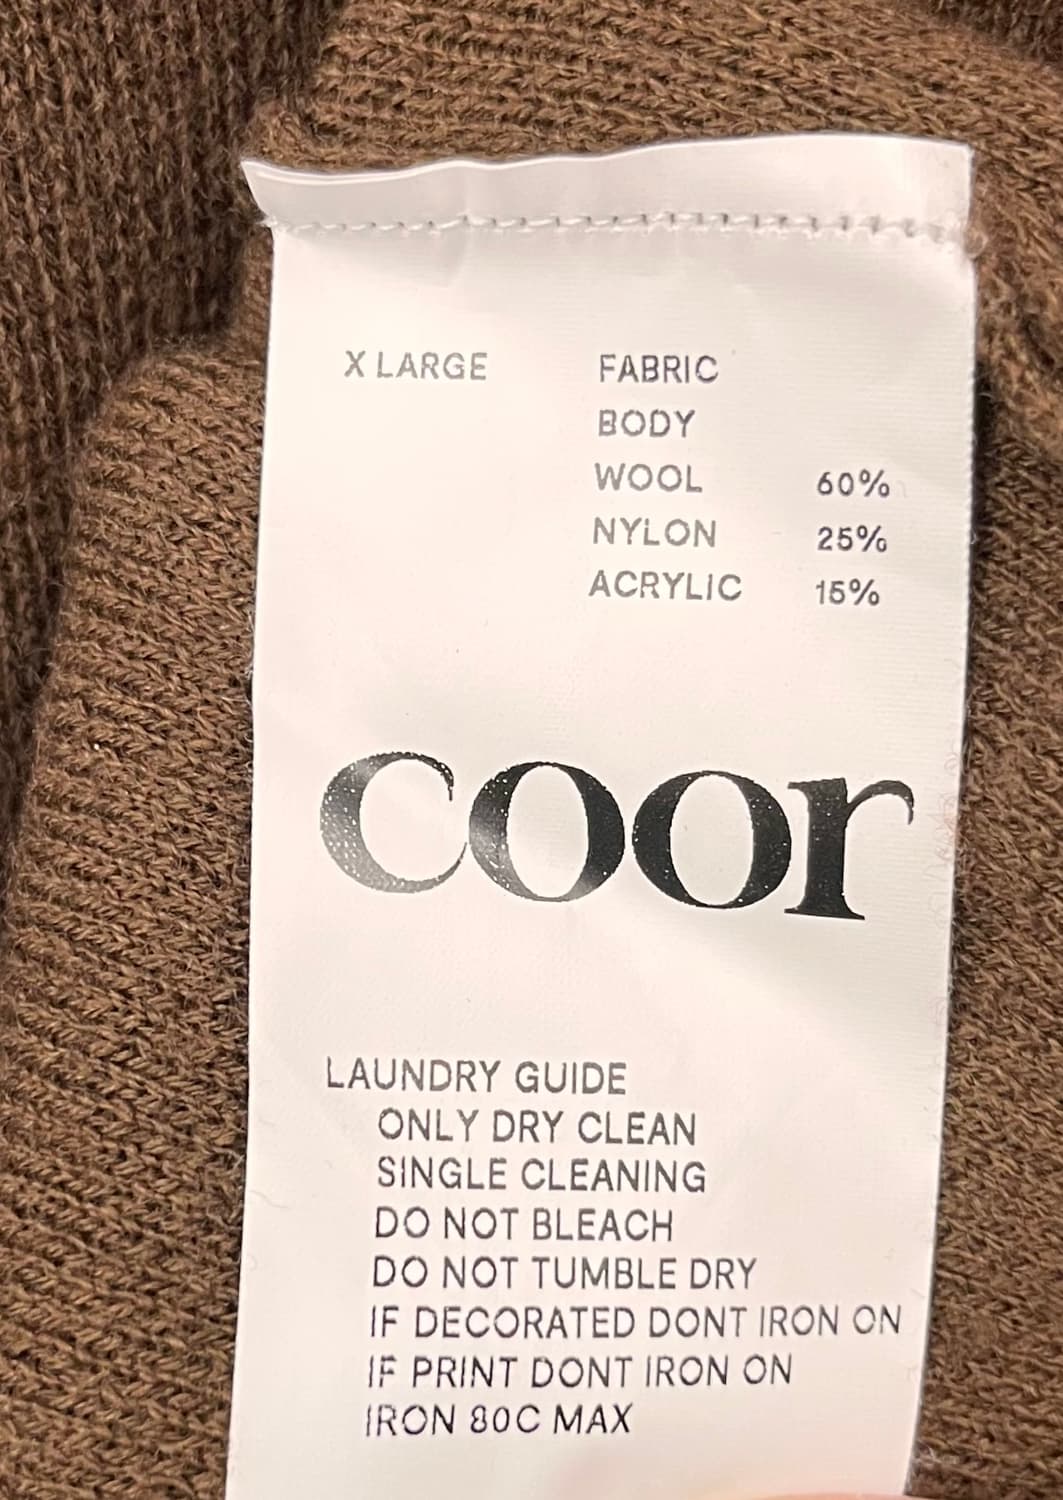 X LARGE FABRIC
BODY
WOOL 60%
NYLON 25%
ACRYLIC 15%
coor
LAUNDRY GUIDE
ONLY DRY CLEAN
SINGLE CLEANING
DO NOT BLEACH
DO NOT TUMBLE DRY
IF DECORATED DONT IRON ON
IF PRINT DONT IRON ON
IRON 80C MAX